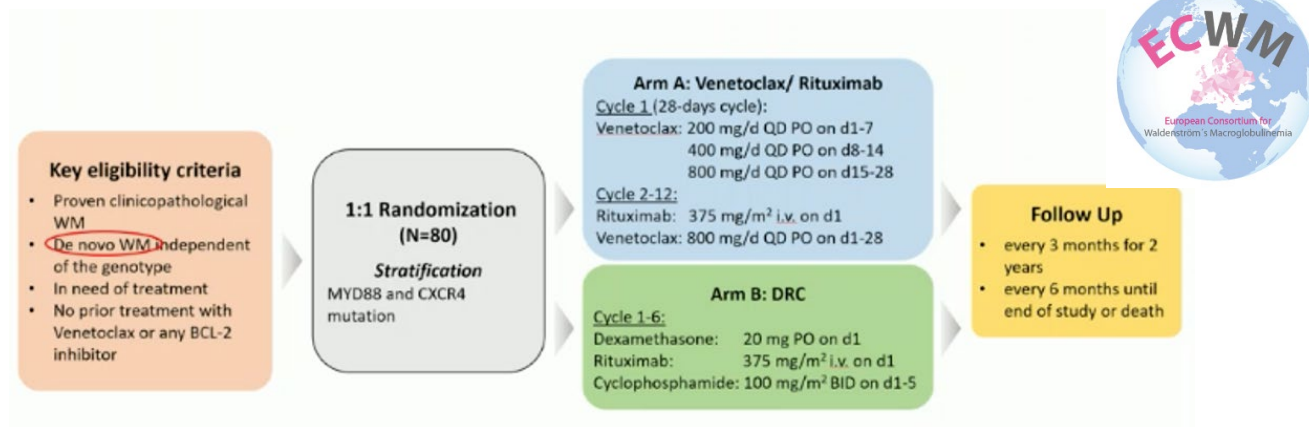 ECWM
European Consortium for
Waldenström´s Macroglobulinemia
Key eligibility criteria
• Proven clinicopathological
WM
• De novo WM independent
of the genotype
• In need of treatment
• No prior treatment with
Venetoclax or any BCL-2
inhibitor
1:1 Randomization
(N=80)
Stratification
MYD88 and CXCR4
mutation
Arm A: Venetoclax/ Rituximab
Cycle 1 (28-days cycle):
Venetoclax: 200 mg/d QD PO on d1-7
400 mg/d QD PO on d8-14
800 mg/d QD PO on d15-28
Cycle 2-12:
Rituximab: 375 mg/m² i.v. on d1
Venetoclax: 800 mg/d QD PO on d1-28
Arm B: DRC
Cycle 1-6:
Dexamethasone: 20 mg PO on d1
Rituximab: 375 mg/m² i.v. on d1
Cyclophosphamide: 100 mg/m² BID on d1-5
Follow Up
• every 3 months for 2
years
• every 6 months until
end of study or death